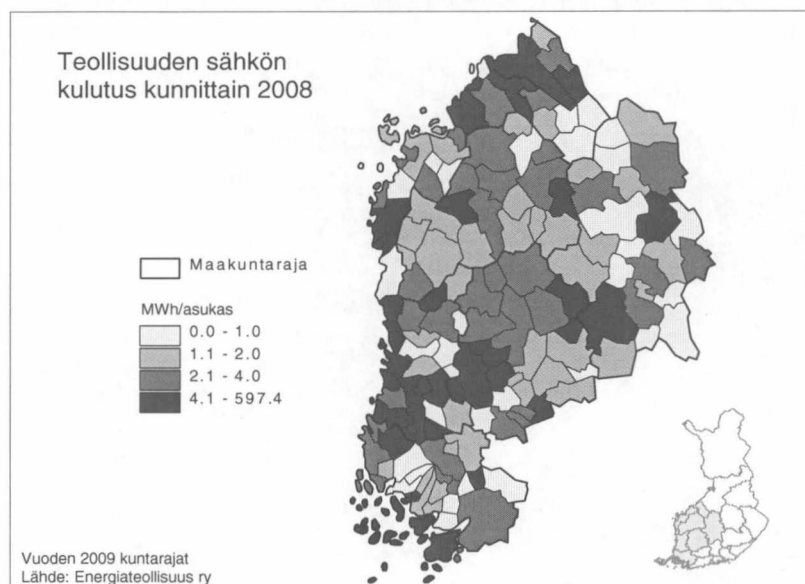 Teollisuuden sähkön
kulutus kunnittain 2008
Maakuntaraja
MWh/asukas
0.0 - 1.0
1.1 - 2.0
2.1 - 4.0
4.1 - 597.4
Vuoden 2009 kuntarajat
Lähde: Energiateollisuus ry